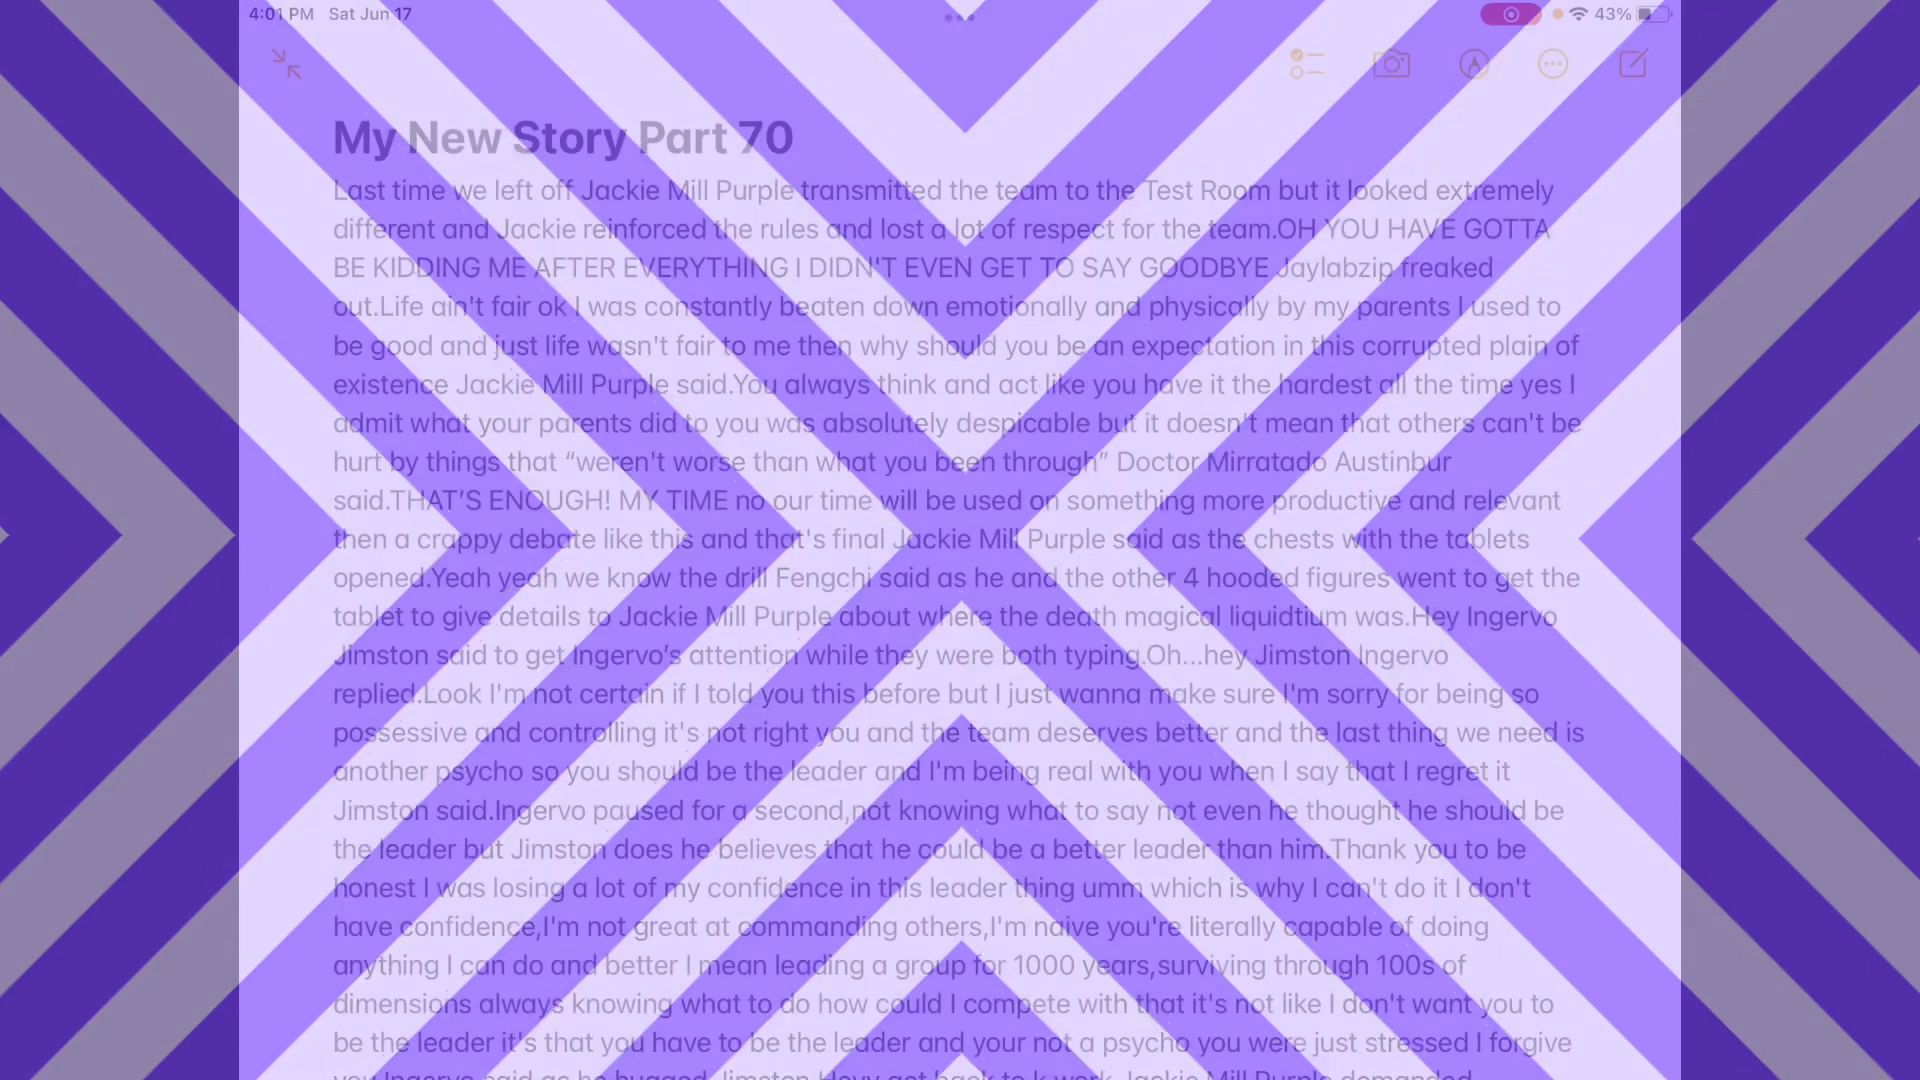 4:01 PM Sat Jun 17
43%
My New Story Part 70
Last time we left off Jackie Mill Purple transmitted the team to the Test Room but it looked extremely
different and Jackie reinforced the rules and lost a lot of respect for the team.OH YOU HAVE GOTTA
BE KIDDING ME AFTER EVERYTHING I DIDN'T EVEN GET TO SAY GOODBYE Jaylabzip freaked
out.Life ain't fair ok I was constantly beaten down emotionally and physically by my parents I used to
be good and just life wasn't fair to me then why should you be an expectation in this corrupted plain of
existence Jackie Mill Purple said.You always think and act like you have it the hardest all the time yes I
admit what your parents did to you was absolutely despicable but it doesn't mean that others can't be
hurt by things that “weren't worse than what you been through” Doctor Mirratado Austinbur
said.THAT’S ENOUGH! MY TIME no our time will be used on something more productive and relevant
then a crappy debate like this and that's final Jackie Mill Purple said as the chests with the tablets
opened.Yeah yeah we know the drill Fengchi said as he and the other 4 hooded figures went to get the
tablet to give details to Jackie Mill Purple about where the death magical liquidtium was.Hey Ingervo
Jimston said to get Ingervo’s attention while they were both typing.Oh...hey Jimston Ingervo
replied.Look I'm not certain if I told you this before but I just wanna make sure I'm sorry for being so
possessive and controlling it's not right you and the team deserves better and the last thing we need is
another psycho so you should be the leader and I'm being real with you when I say that I regret it
Jimston said.Ingervo paused for a second,not knowing what to say not even he thought he should be
the leader but Jimston does he believes that he could be a better leader than him.Thank you to be
honest I was losing a lot of my confidence in this leader thing umm which is why I can't do it I don't
have confidence,I'm not great at commanding others,I'm naive you're literally capable of doing
anything I can do and better I mean leading a group for 1000 years,surviving through 100s of
dimensions always knowing what to do how could I compete with that it's not like I don't want you to
be the leader it's that you have to be the leader and your not a psycho you were just stressed I forgive
you Ingervo said as he hugged Jimston.Heyy get back to k work Jackie Mill Purple demanded